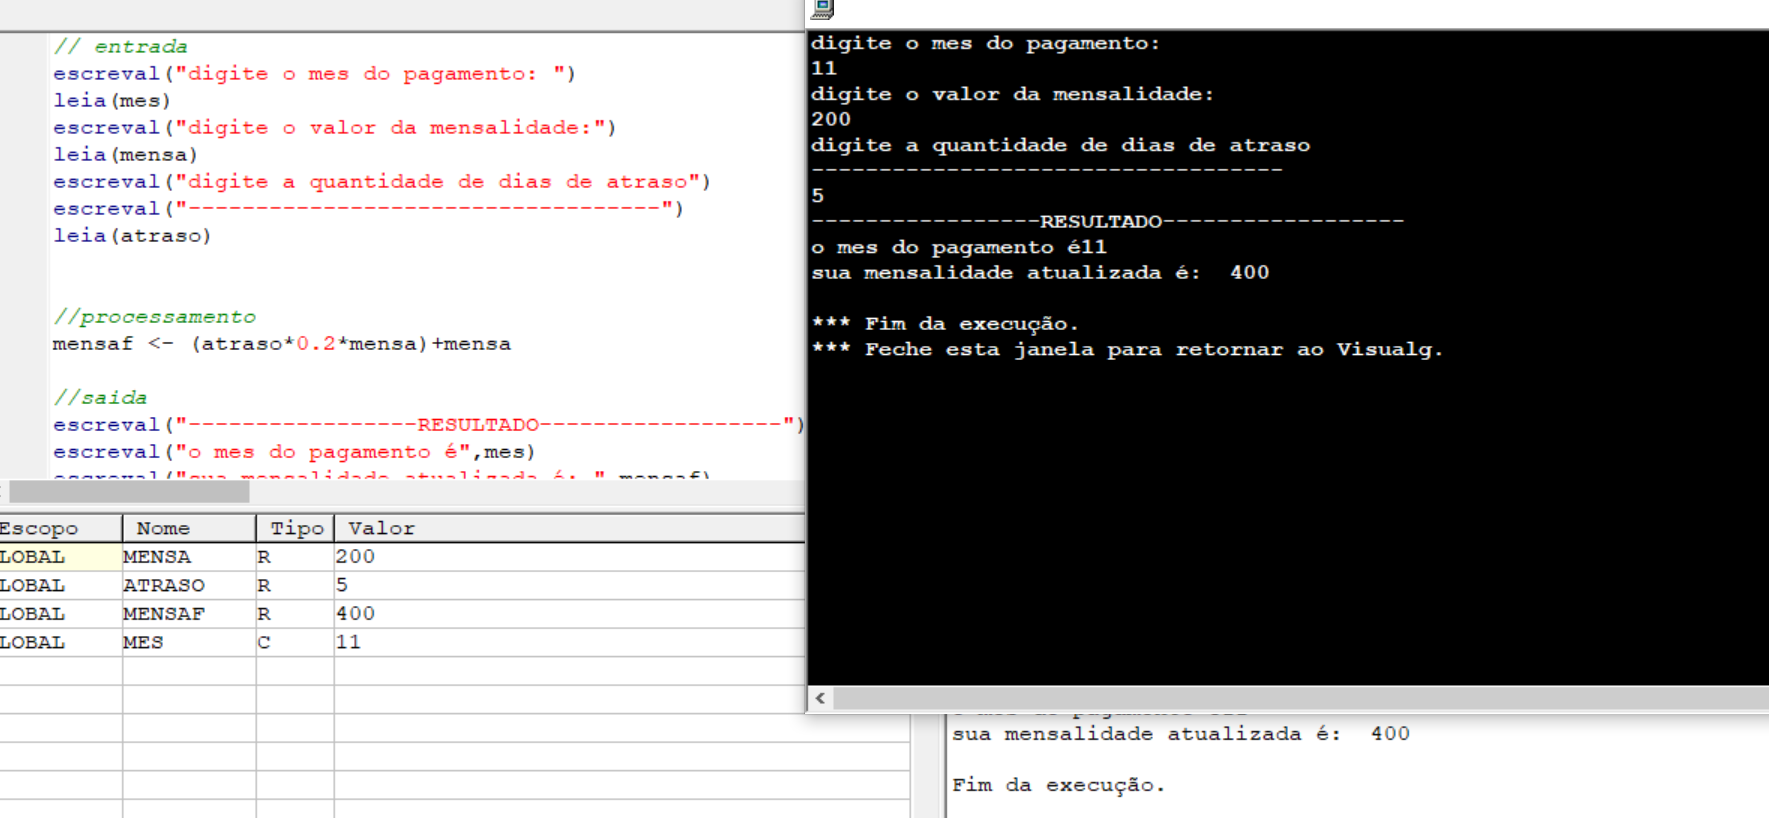 // entrada
escreval("digite o mes do pagamento: ")
leia(mes)
escreval("digite o valor da mensalidade:")
leia(mensa)
escreval("digite a quantidade de dias de atraso")
escreval("-----------------------------------")
leia(atraso)
//processamento
mensaf <- (atraso*0.2*mensa)+mensa
//saida
escreval("-----------------RESULTADO------------------")
escreval("o mes do pagamento é",mes)
escreval("sua mensalidade atualizada é: ",mensaf)
Escopo Nome Tipo Valor
LOBAL MENSA R 200
LOBAL ATRASO R 5
LOBAL MENSAF R 400
LOBAL MES C 11
digite o mes do pagamento:
11
digite o valor da mensalidade:
200
digite a quantidade de dias de atraso
-----------------------------------
5
-----------------RESULTADO------------------
o mes do pagamento é11
sua mensalidade atualizada é:  400
*** Fim da execução.
*** Feche esta janela para retornar ao Visualg.
sua mensalidade atualizada é:  400
Fim da execução.